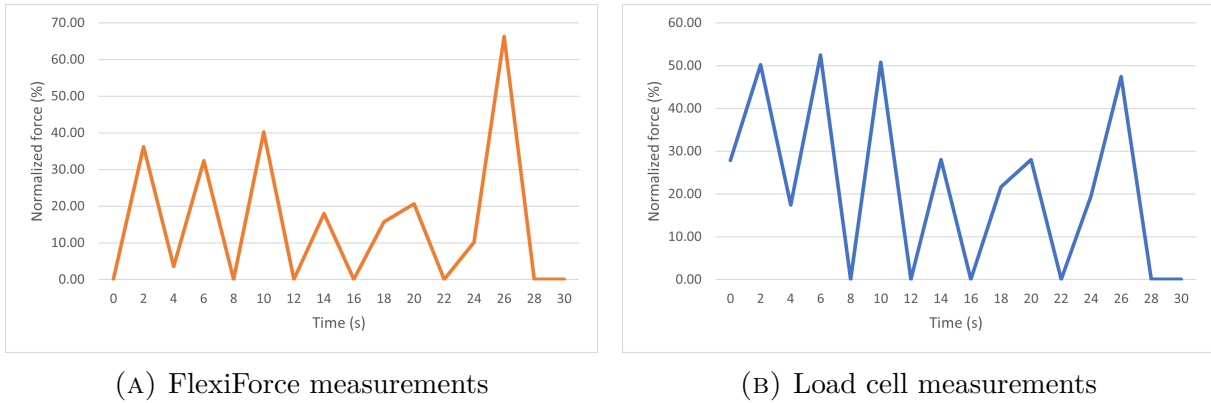 70.00
60.00
50.00
40.00
30.00
20.00
10.00
0.00
Normalized force (%)
0 2 4 6 8 10 12 14 16 18 20 22 24 26 28 30
Time (s)
(A) FlexiForce measurements
60.00
50.00
40.00
30.00
20.00
10.00
0.00
Normalized force (%)
0 2 4 6 8 10 12 14 16 18 20 22 24 26 28 30
Time (s)
(B) Load cell measurements